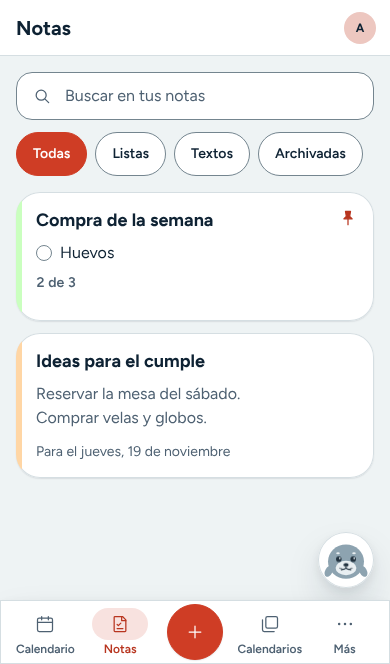 Notas
A
Buscar en tus notas
Todas
Listas
Textos
Archivadas
Compra de la semana
Huevos
2 de 3
Ideas para el cumple
Reservar la mesa del sábado.
Comprar velas y globos.
Para el jueves, 19 de noviembre
Calendario
Notas
Calendarios
Más